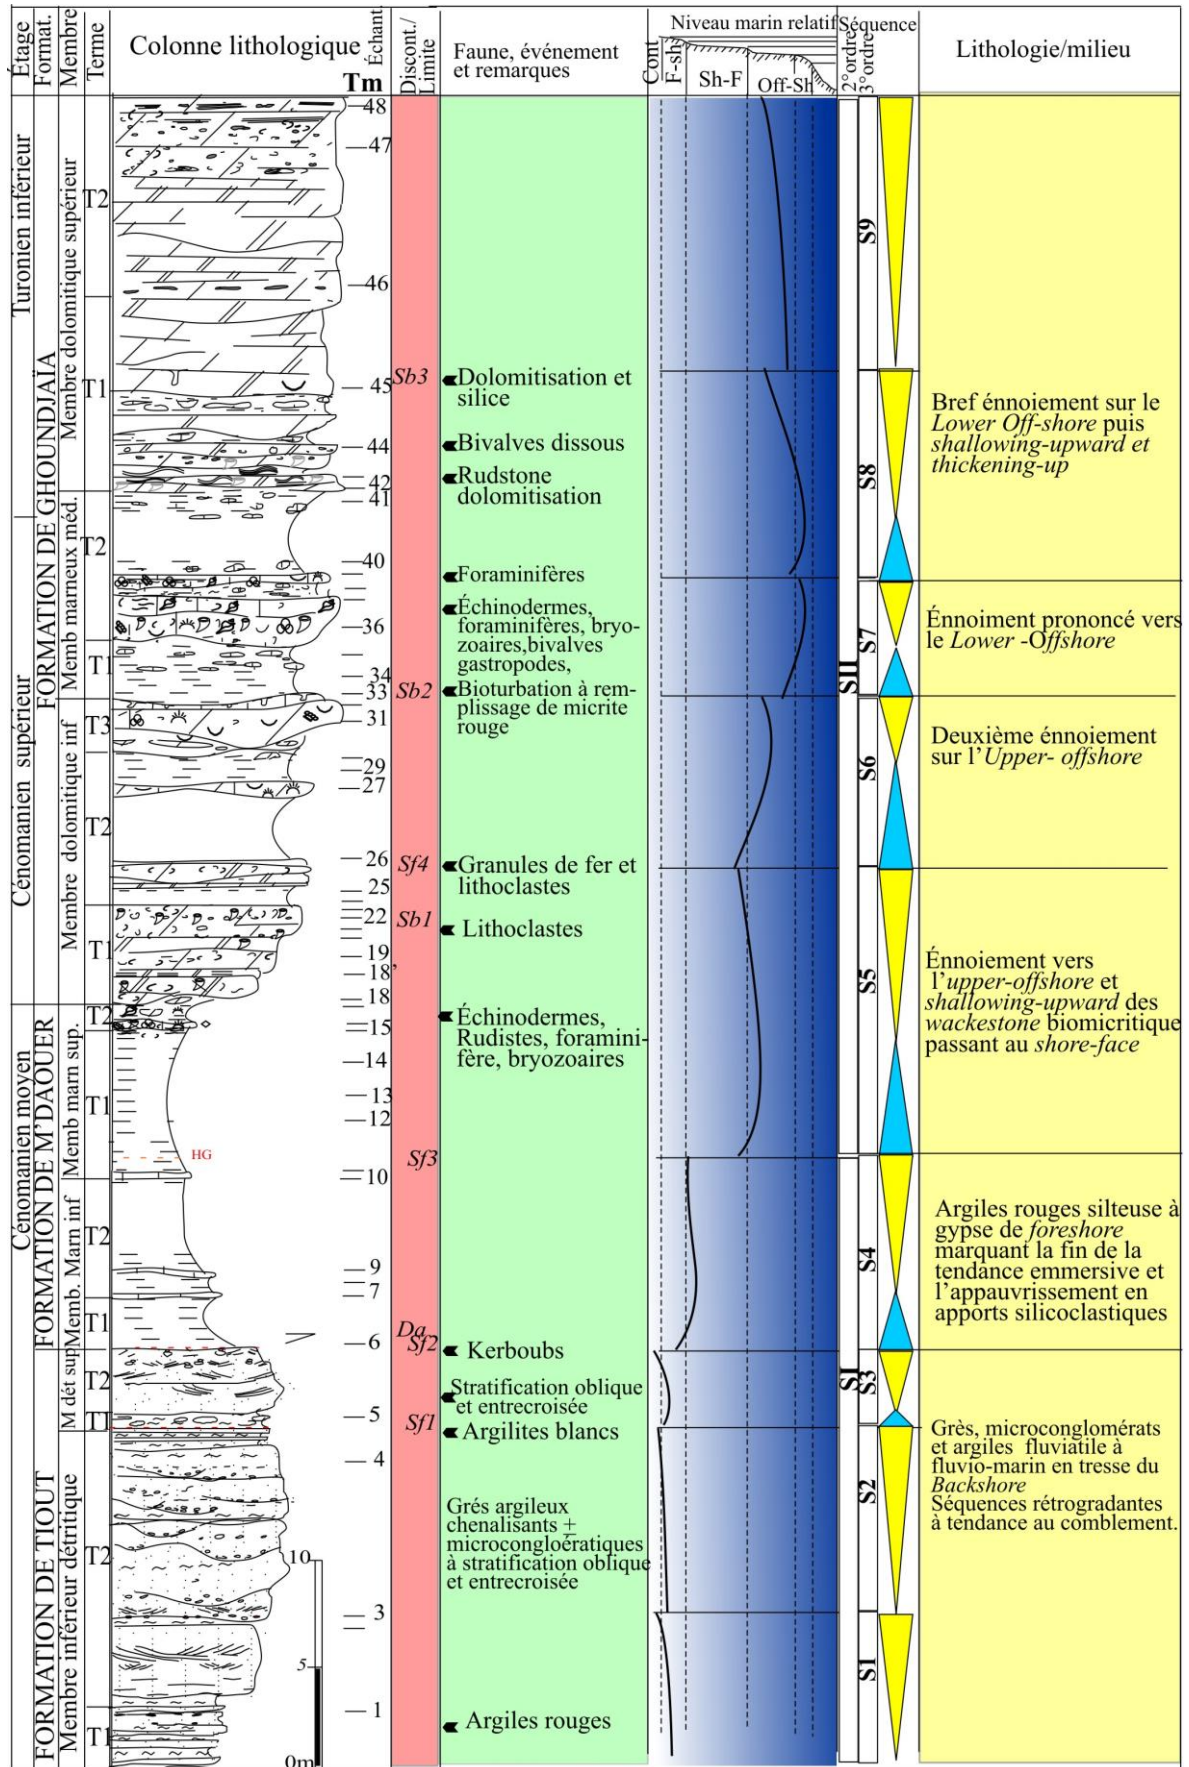 Étage
Format.
Membre
Terme
Colonne lithologique
Échant
Tm
Discont./
Limite
Faune, événement
et remarques
Niveau marin relatif
Cont
F-sh
Sh-F
Off-Sh
Séquence
2°ordre
3°ordre
Lithologie/milieu
Turonien inférieur
Cénomanien supérieur
Cénomanien moyen
FORMATION DE GHOUNDJAÏA
FORMATION DE M'DAOUER
FORMATION DE TIOUT
Membre dolomitique supérieur
Memb marneux méd.
Membre dolomitique inf
Memb marn sup.
Memb. Marn inf
M dét sup
Membre inférieur détritique
T2
T1
T2
T1
T3
T2
T1
T2
T1
T2
T1
T2
T1
T2
T1
48
47
46
45
44
42
41
40
36
34
33
31
29
27
26
25
22
19
18'
18
15
14
13
12
10
9
7
6
5
4
3
1
HG
10
5
0m
Sb3
Sb2
Sf4
Sb1
Sf3
Da
Sf2
Sf1
Dolomitisation et
silice
Bivalves dissous
Rudstone
dolomitisation
Foraminifères
Échinodermes,
foraminifères, bryo-
zoaires,bivalves
gastropodes,
Bioturbation à rem-
plissage de micrite
rouge
Granules de fer et
lithoclastes
Lithoclastes
Échinodermes,
Rudistes, foramini-
fère, bryozoaires
Kerboubs
Stratification oblique
et entrecroisée
Argilites blancs
Grés argileux
chenalisants ±
microcongloératiques
à stratification oblique
et entrecroisée
Argiles rouges
SII
SI
S9
S8
S7
S6
S5
S4
S3
S2
S1
Bref énnoiement sur le
Lower Off-shore puis
shallowing-upward et
thickening-up
Énnoiment prononcé vers
le Lower -Offshore
Deuxième énnoiement
sur l'Upper- offshore
Énnoiement vers
l'upper-offshore et
shallowing-upward des
wackestone biomicritique
passant au shore-face
Argiles rouges silteuse à
gypse de foreshore
marquant la fin de la
tendance emmersive et
l'appauvrissement en
apports silicoclastiques
Grès, microconglomérats
et argiles fluviatile à
fluvio-marin en tresse du
Backshore
Séquences rétrogradantes
à tendance au comblement.